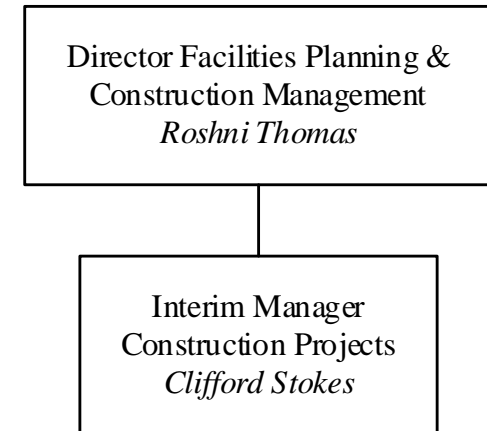 Director Facilities Planning &
Construction Management
Roshni Thomas
Interim Manager
Construction Projects
Clifford Stokes